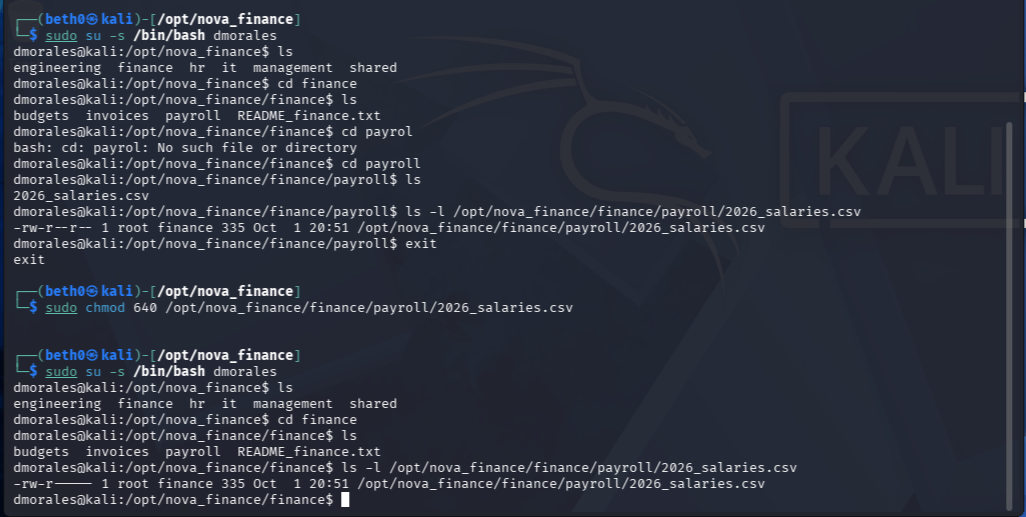 ┌──(beth0㉿kali)-[/opt/nova_finance]
└─$ sudo su -s /bin/bash dmorales
dmorales@kali:/opt/nova_finance$ ls
engineering  finance  hr  it  management  shared
dmorales@kali:/opt/nova_finance$ cd finance
dmorales@kali:/opt/nova_finance/finance$ ls
budgets  invoices  payroll  README_finance.txt
dmorales@kali:/opt/nova_finance/finance$ cd payrol
bash: cd: payrol: No such file or directory
dmorales@kali:/opt/nova_finance/finance$ cd payroll
dmorales@kali:/opt/nova_finance/finance/payroll$ ls
2026_salaries.csv
dmorales@kali:/opt/nova_finance/finance/payroll$ ls -l /opt/nova_finance/finance/payroll/2026_salaries.csv
-rw-r--r-- 1 root finance 335 Oct  1 20:51 /opt/nova_finance/finance/payroll/2026_salaries.csv
dmorales@kali:/opt/nova_finance/finance/payroll$ exit
exit
┌──(beth0㉿kali)-[/opt/nova_finance]
└─$ sudo chmod 640 /opt/nova_finance/finance/payroll/2026_salaries.csv
┌──(beth0㉿kali)-[/opt/nova_finance]
└─$ sudo su -s /bin/bash dmorales
dmorales@kali:/opt/nova_finance$ ls
engineering  finance  hr  it  management  shared
dmorales@kali:/opt/nova_finance$ cd finance
dmorales@kali:/opt/nova_finance/finance$ ls
budgets  invoices  payroll  README_finance.txt
dmorales@kali:/opt/nova_finance/finance$ ls -l /opt/nova_finance/finance/payroll/2026_salaries.csv
-rw-r----- 1 root finance 335 Oct  1 20:51 /opt/nova_finance/finance/payroll/2026_salaries.csv
dmorales@kali:/opt/nova_finance/finance$
KALI